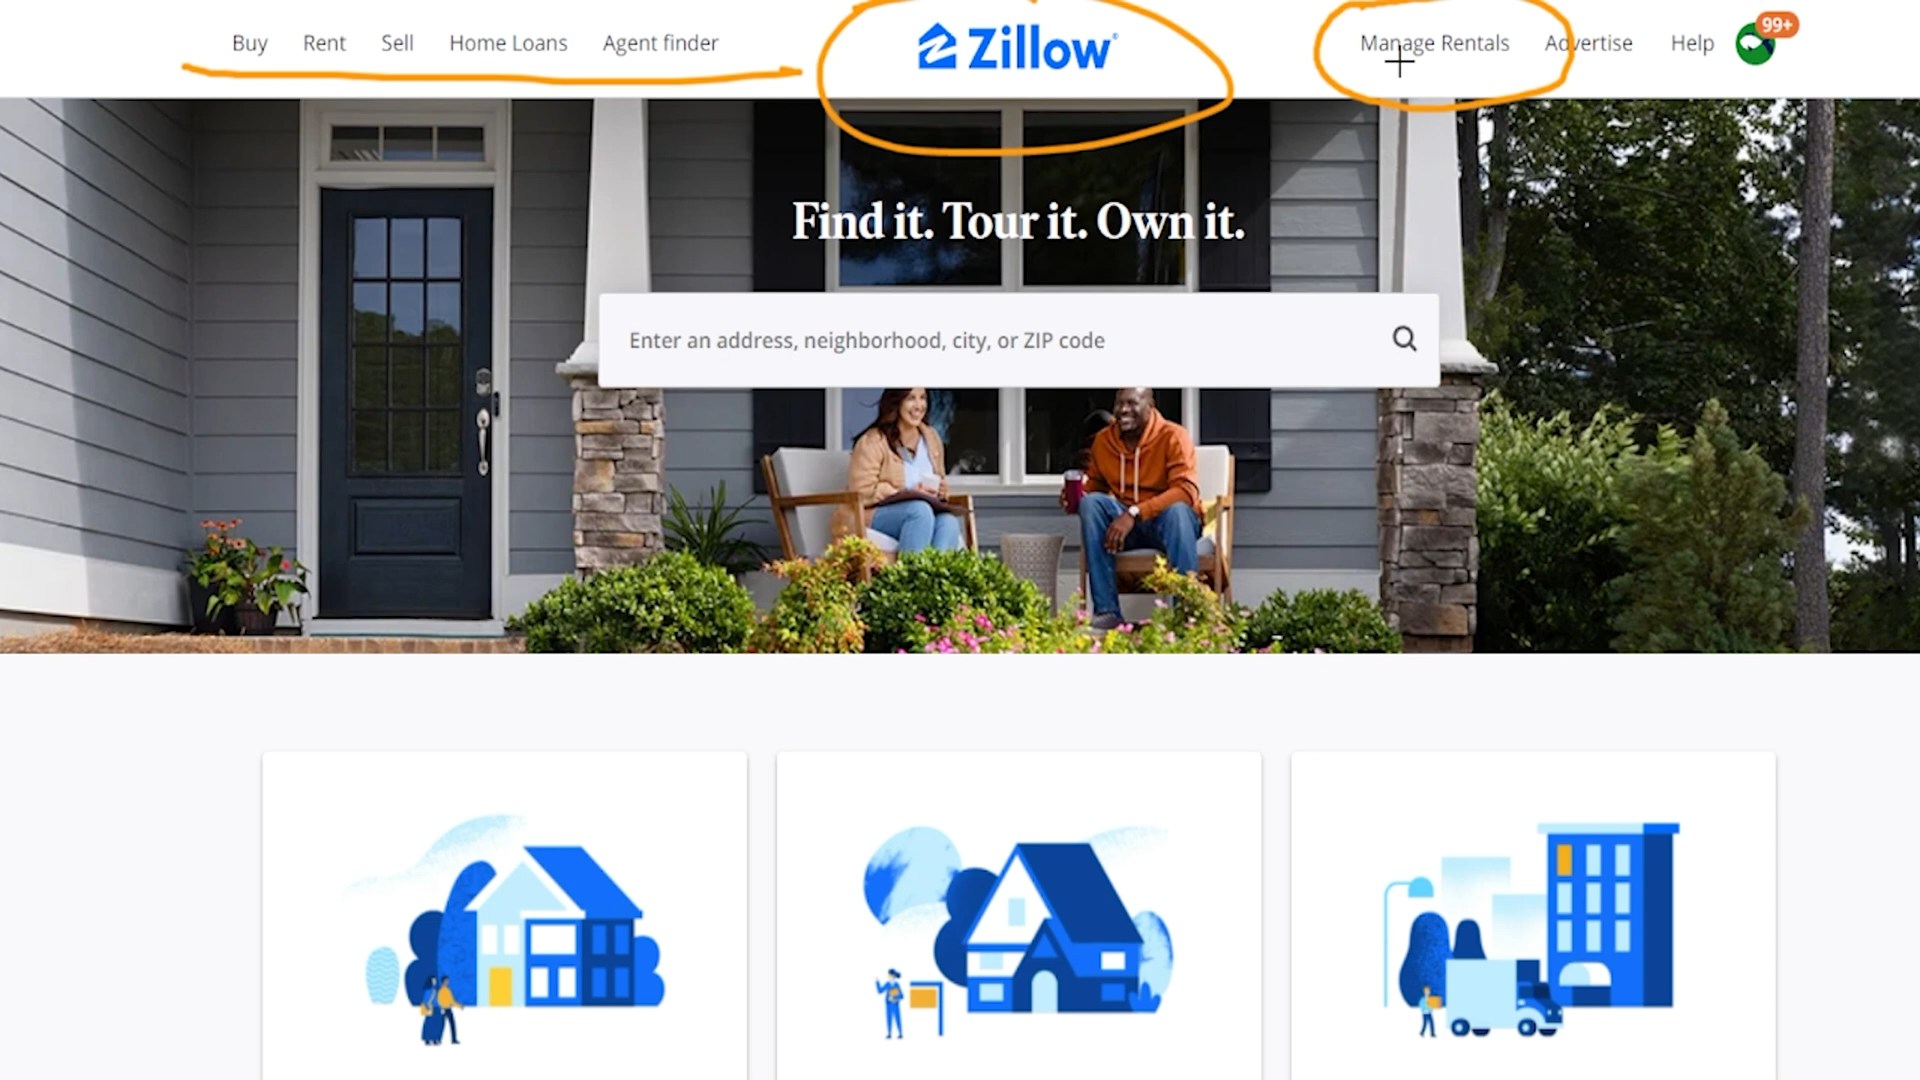 Buy Rent Sell Home Loans Agent finder Zillow® Manage Rentals Advertise Help 99+
Find it. Tour it. Own it.
Enter an address, neighborhood, city, or ZIP code